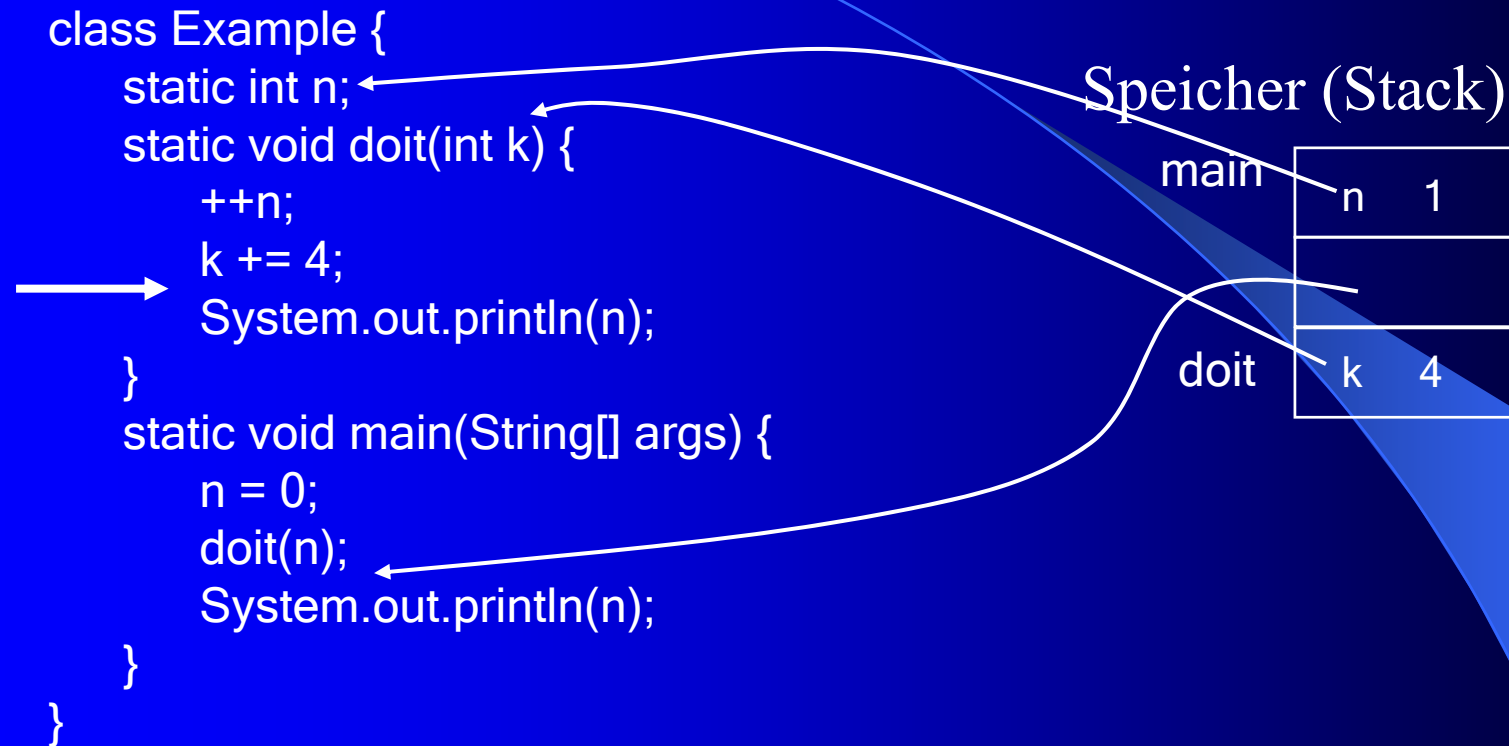 class Example {
static int n;
static void doit(int k) {
++n;
k += 4;
System.out.println(n);
}
static void main(String[] args) {
n = 0;
doit(n);
System.out.println(n);
}
}
Speicher (Stack)
main
n 1
doit
k 4